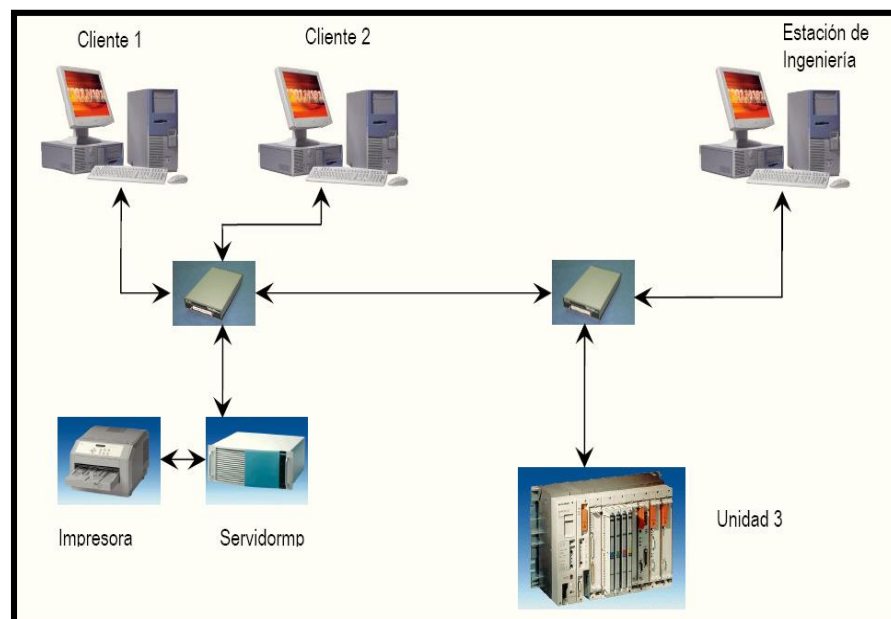 Cliente 1
Cliente 2
Estación de
Ingeniería
Impresora
Servidormp
Unidad 3